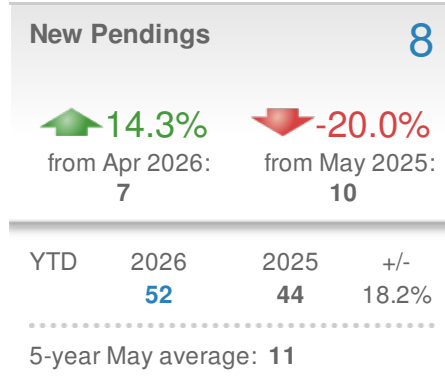 New Pendings 8
14.3% -20.0%
from Apr 2026: from May 2025:
7 10
YTD 2026 2025 +/-
52 44 18.2%
5-year May average: 11